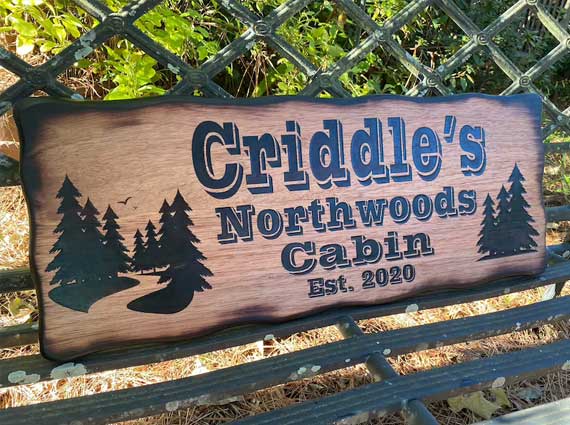 Criddle's
Northwoods
Cabin
Est. 2020